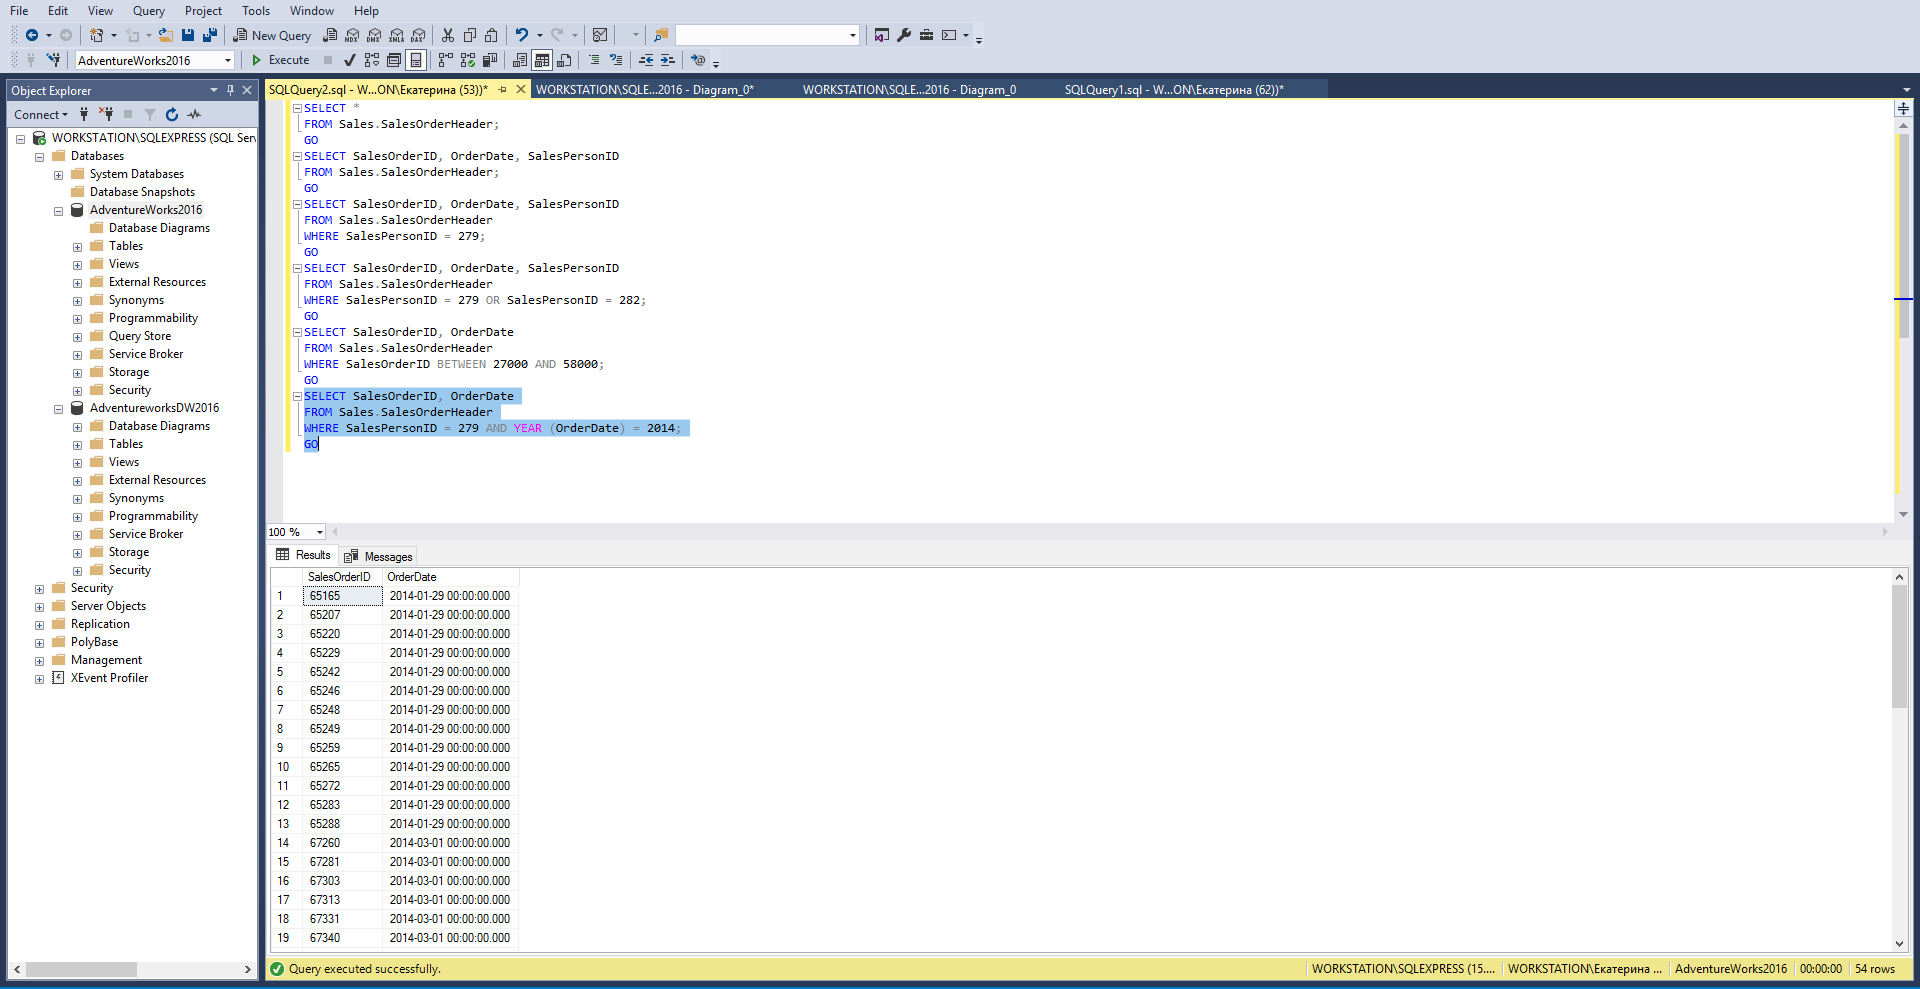 File Edit View Query Project Tools Window Help
New Query MDX DMX XMLA DAX
AdventureWorks2016 Execute
Object Explorer
Connect
WORKSTATION\SQLEXPRESS (SQL Serv
Databases
System Databases
Database Snapshots
AdventureWorks2016
Database Diagrams
Tables
Views
External Resources
Synonyms
Programmability
Query Store
Service Broker
Storage
Security
AdventureworksDW2016
Database Diagrams
Tables
Views
External Resources
Synonyms
Programmability
Service Broker
Storage
Security
Security
Server Objects
Replication
PolyBase
Management
XEvent Profiler
SQLQuery2.sql - W...ON\Екатерина (53))* WORKSTATION\SQLE...2016 - Diagram_0* WORKSTATION\SQLE...2016 - Diagram_0 SQLQuery1.sql - W...ON\Екатерина (62))*
SELECT *
FROM Sales.SalesOrderHeader;
GO
SELECT SalesOrderID, OrderDate, SalesPersonID
FROM Sales.SalesOrderHeader;
GO
SELECT SalesOrderID, OrderDate, SalesPersonID
FROM Sales.SalesOrderHeader
WHERE SalesPersonID = 279;
GO
SELECT SalesOrderID, OrderDate, SalesPersonID
FROM Sales.SalesOrderHeader
WHERE SalesPersonID = 279 OR SalesPersonID = 282;
GO
SELECT SalesOrderID, OrderDate
FROM Sales.SalesOrderHeader
WHERE SalesOrderID BETWEEN 27000 AND 58000;
GO
SELECT SalesOrderID, OrderDate
FROM Sales.SalesOrderHeader
WHERE SalesPersonID = 279 AND YEAR (OrderDate) = 2014;
GO
100 %
Results Messages
SalesOrderID OrderDate
1 65165 2014-01-29 00:00:00.000
2 65207 2014-01-29 00:00:00.000
3 65220 2014-01-29 00:00:00.000
4 65229 2014-01-29 00:00:00.000
5 65242 2014-01-29 00:00:00.000
6 65246 2014-01-29 00:00:00.000
7 65248 2014-01-29 00:00:00.000
8 65249 2014-01-29 00:00:00.000
9 65259 2014-01-29 00:00:00.000
10 65265 2014-01-29 00:00:00.000
11 65272 2014-01-29 00:00:00.000
12 65283 2014-01-29 00:00:00.000
13 65288 2014-01-29 00:00:00.000
14 67260 2014-03-01 00:00:00.000
15 67281 2014-03-01 00:00:00.000
16 67303 2014-03-01 00:00:00.000
17 67313 2014-03-01 00:00:00.000
18 67331 2014-03-01 00:00:00.000
19 67340 2014-03-01 00:00:00.000
Query executed successfully. WORKSTATION\SQLEXPRESS (15.... WORKSTATION\Екатерина ... AdventureWorks2016 00:00:00 54 rows